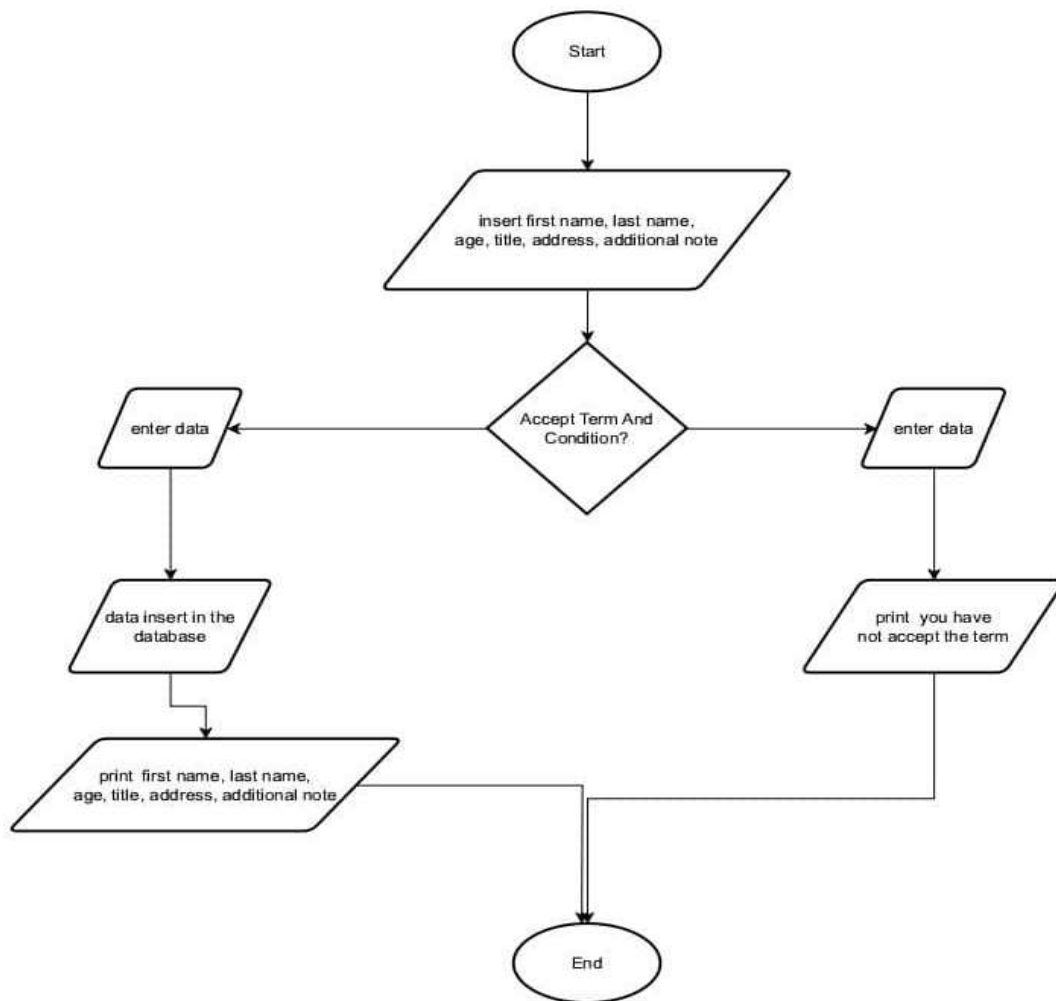 Start
insert first name, last name,
age, title, address, additional note
Accept Term And
Condition?
enter data
enter data
data insert in the
database
print you have
not accept the term
print first name, last name,
age, title, address, additional note
End